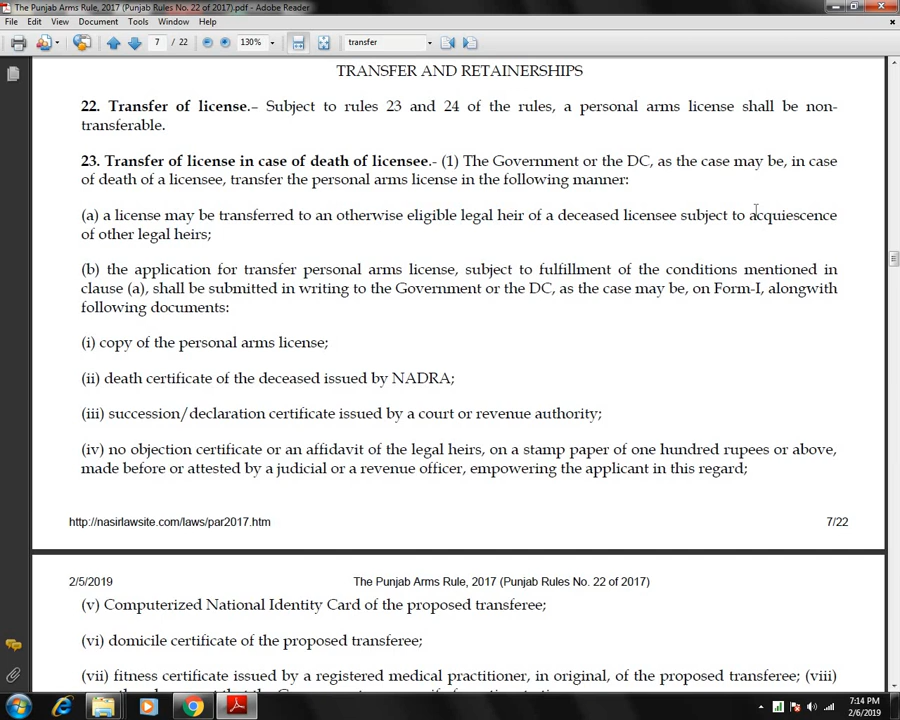 The Punjab Arms Rule, 2017 (Punjab Rules No. 22 of 2017).pdf - Adobe Reader
File Edit View Document Tools Window Help
7 / 22 130% transfer
TRANSFER AND RETAINERSHIPS
22. Transfer of license.– Subject to rules 23 and 24 of the rules, a personal arms license shall be non-
transferable.
23. Transfer of license in case of death of licensee.- (1) The Government or the DC, as the case may be, in case
of death of a licensee, transfer the personal arms license in the following manner:
(a) a license may be transferred to an otherwise eligible legal heir of a deceased licensee subject to acquiescence
of other legal heirs;
(b) the application for transfer personal arms license, subject to fulfillment of the conditions mentioned in
clause (a), shall be submitted in writing to the Government or the DC, as the case may be, on Form-I, alongwith
following documents:
(i) copy of the personal arms license;
(ii) death certificate of the deceased issued by NADRA;
(iii) succession/declaration certificate issued by a court or revenue authority;
(iv) no objection certificate or an affidavit of the legal heirs, on a stamp paper of one hundred rupees or above,
made before or attested by a judicial or a revenue officer, empowering the applicant in this regard;
http://nasirlawsite.com/laws/par2017.htm 7/22
2/5/2019 The Punjab Arms Rule, 2017 (Punjab Rules No. 22 of 2017)
(v) Computerized National Identity Card of the proposed transferee;
(vi) domicile certificate of the proposed transferee;
(vii) fitness certificate issued by a registered medical practitioner, in original, of the proposed transferee; (viii)
7:14 PM
2/6/2019